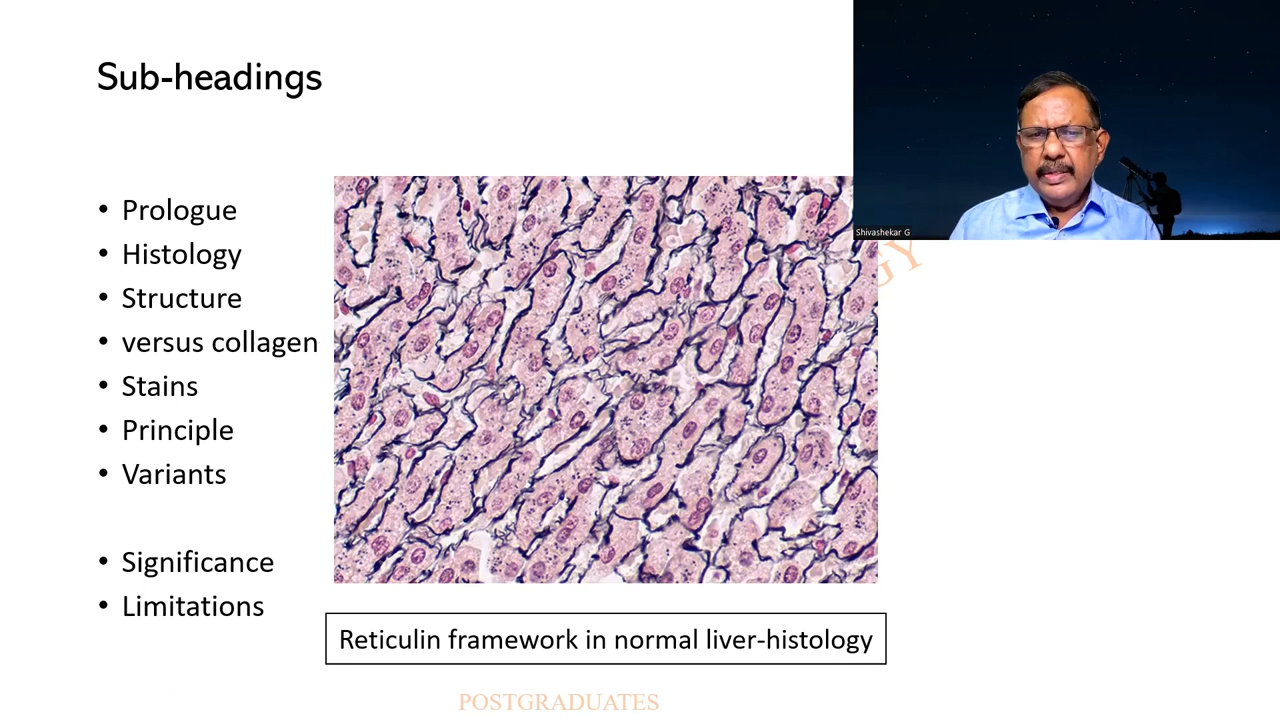 Sub-headings
• Prologue
• Histology
• Structure
• versus collagen
• Stains
• Principle
• Variants
• Significance
• Limitations
Shivashekar G
GY
Reticulin framework in normal liver-histology
POSTGRADUATES